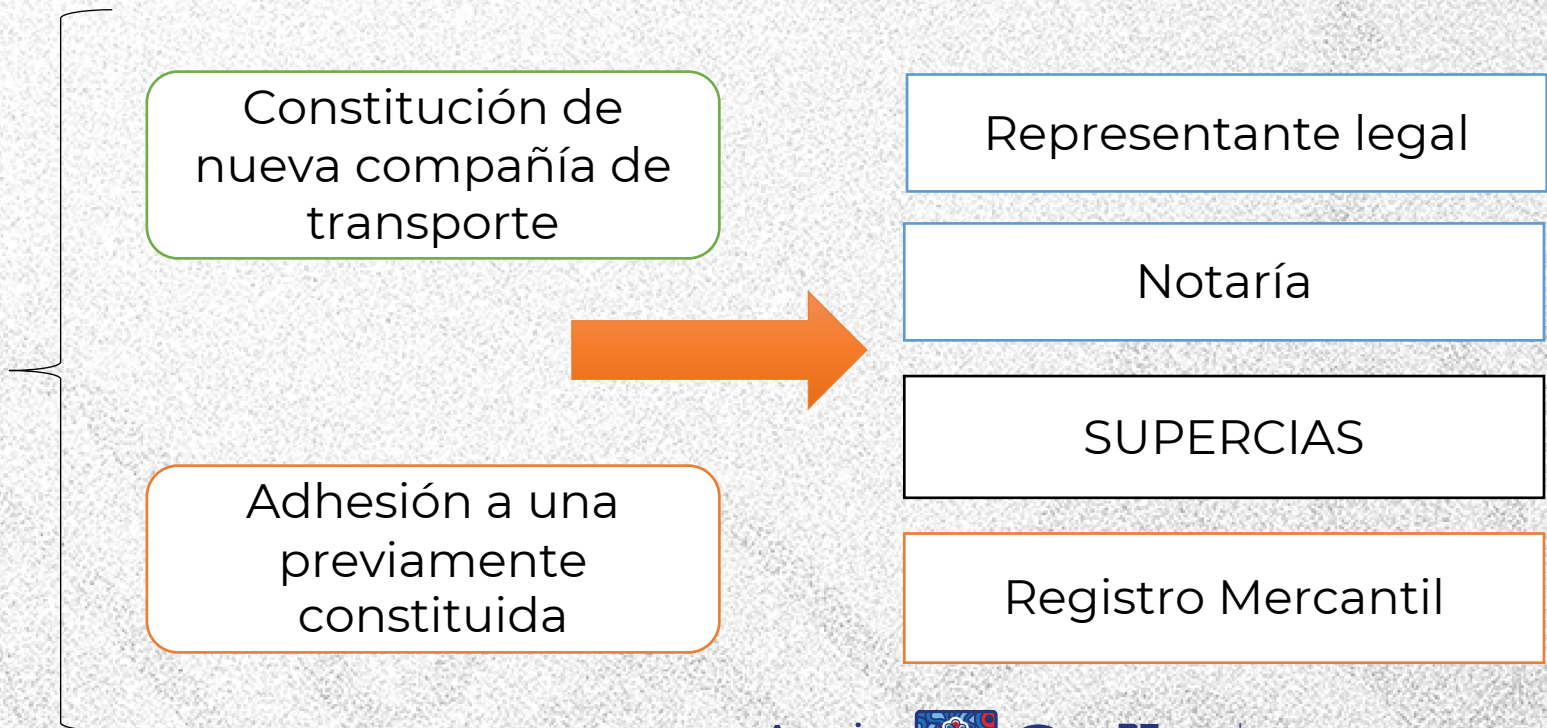 Constitución de
nueva compañía de
transporte
Adhesión a una
previamente
constituida
Representante legal
Notaría
SUPERCIAS
Registro Mercantil